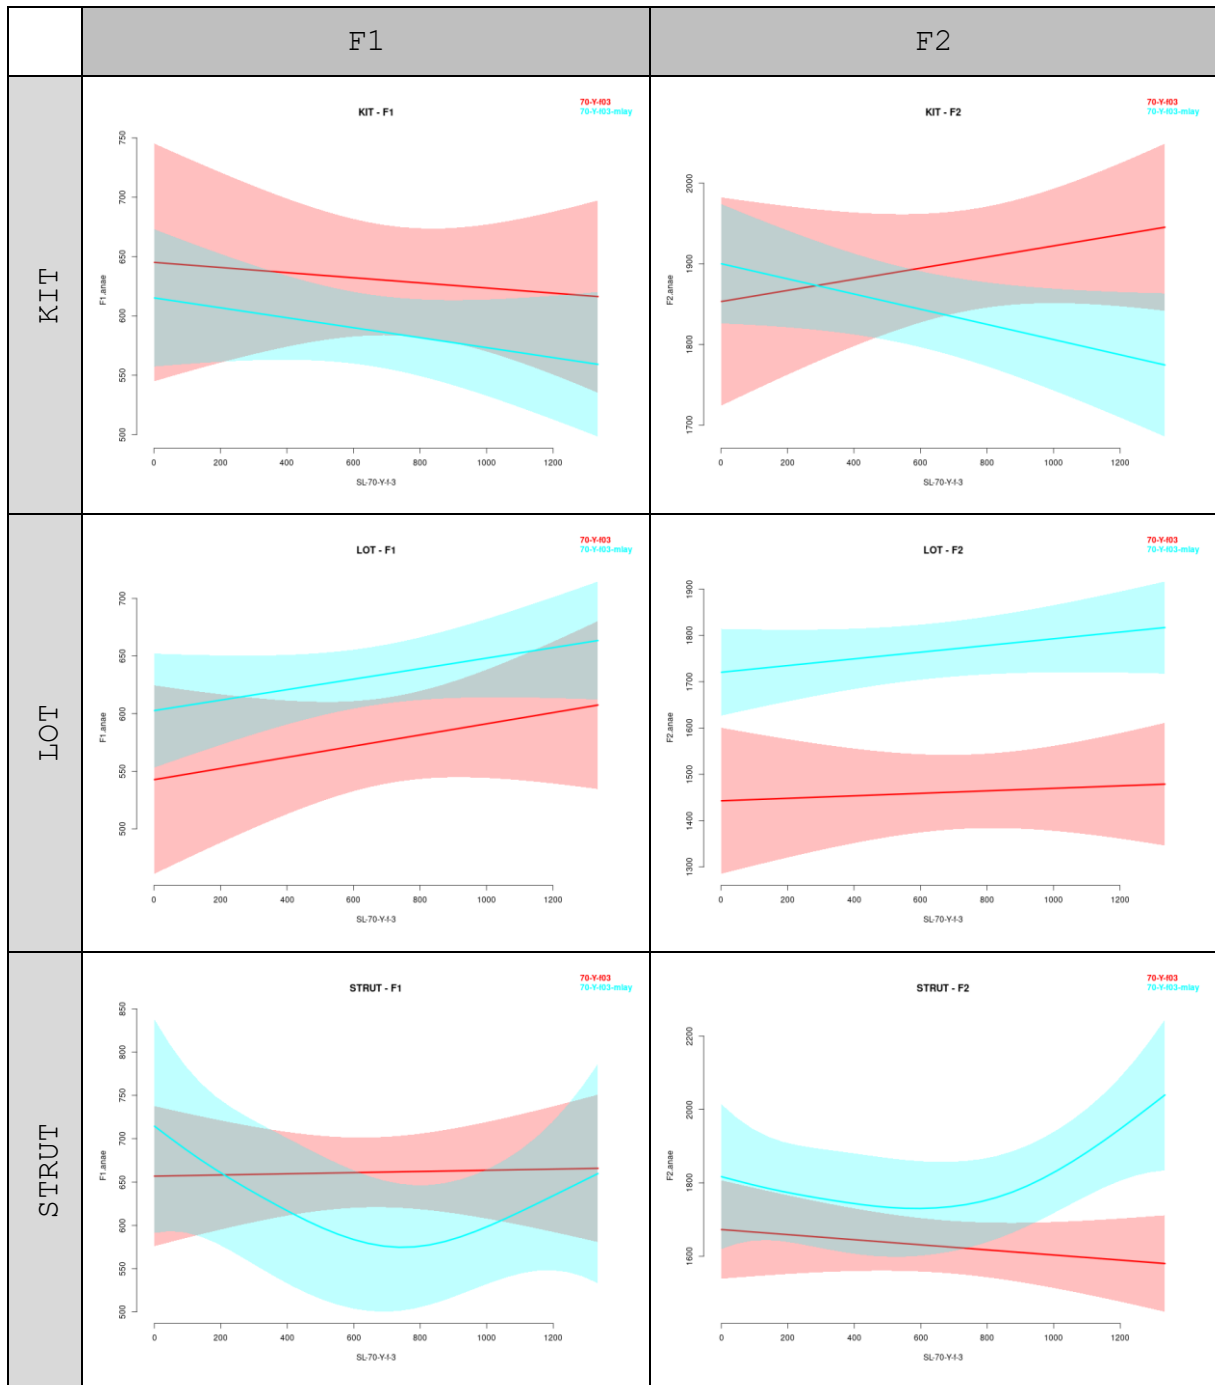 F1
F2
KIT
KIT - F1
70-Y-f03
70-Y-f03-mlay
F1.anae
750
700
650
600
550
500
0 200 400 600 800 1000 1200
SL-70-Y-f-3
KIT - F2
70-Y-f03
70-Y-f03-mlay
F2.anae
2000
1900
1800
1700
0 200 400 600 800 1000 1200
SL-70-Y-f-3
LOT
LOT - F1
70-Y-f03
70-Y-f03-mlay
F1.anae
700
650
600
550
500
0 200 400 600 800 1000 1200
SL-70-Y-f-3
LOT - F2
70-Y-f03
70-Y-f03-mlay
F2.anae
1900
1800
1700
1600
1500
1400
1300
0 200 400 600 800 1000 1200
SL-70-Y-f-3
STRUT
STRUT - F1
70-Y-f03
70-Y-f03-mlay
F1.anae
850
800
750
700
650
600
550
500
0 200 400 600 800 1000 1200
SL-70-Y-f-3
STRUT - F2
70-Y-f03
70-Y-f03-mlay
F2.anae
2200
2000
1800
1600
0 200 400 600 800 1000 1200
SL-70-Y-f-3